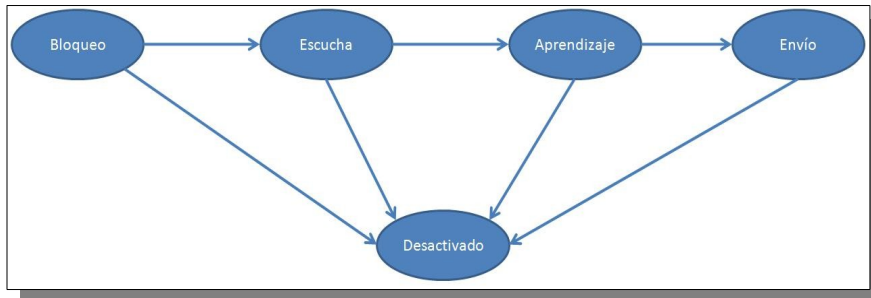 Bloqueo
Escucha
Aprendizaje
Envío
Desactivado